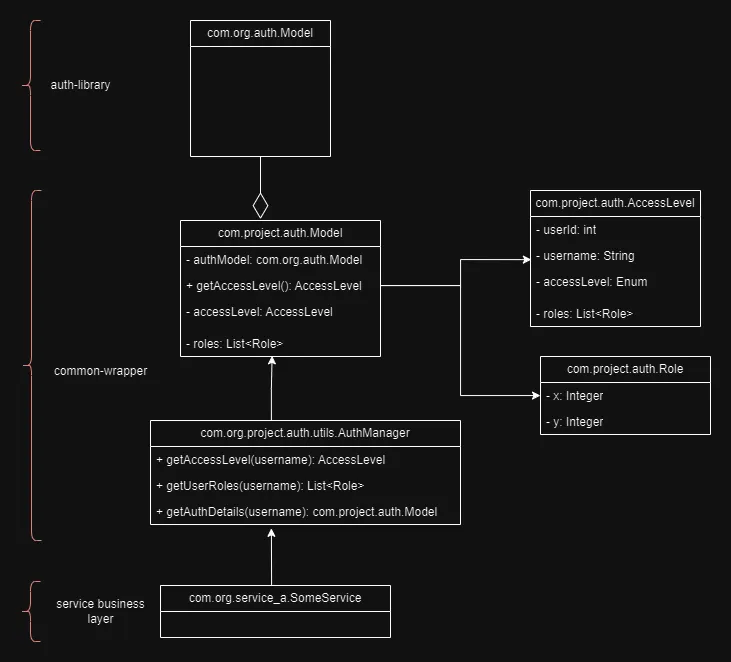 com.org.auth.Model
auth-library
com.project.auth.Model
- authModel: com.org.auth.Model
+ getAccessLevel(): AccessLevel
- accessLevel: AccessLevel
- roles: List<Role>
com.project.auth.AccessLevel
- userId: int
- username: String
- accessLevel: Enum
- roles: List<Role>
com.project.auth.Role
- x: Integer
- y: Integer
common-wrapper
com.org.project.auth.utils.AuthManager
+ getAccessLevel(username): AccessLevel
+ getUserRoles(username): List<Role>
+ getAuthDetails(username): com.project.auth.Model
service business
layer
com.org.service_a.SomeService